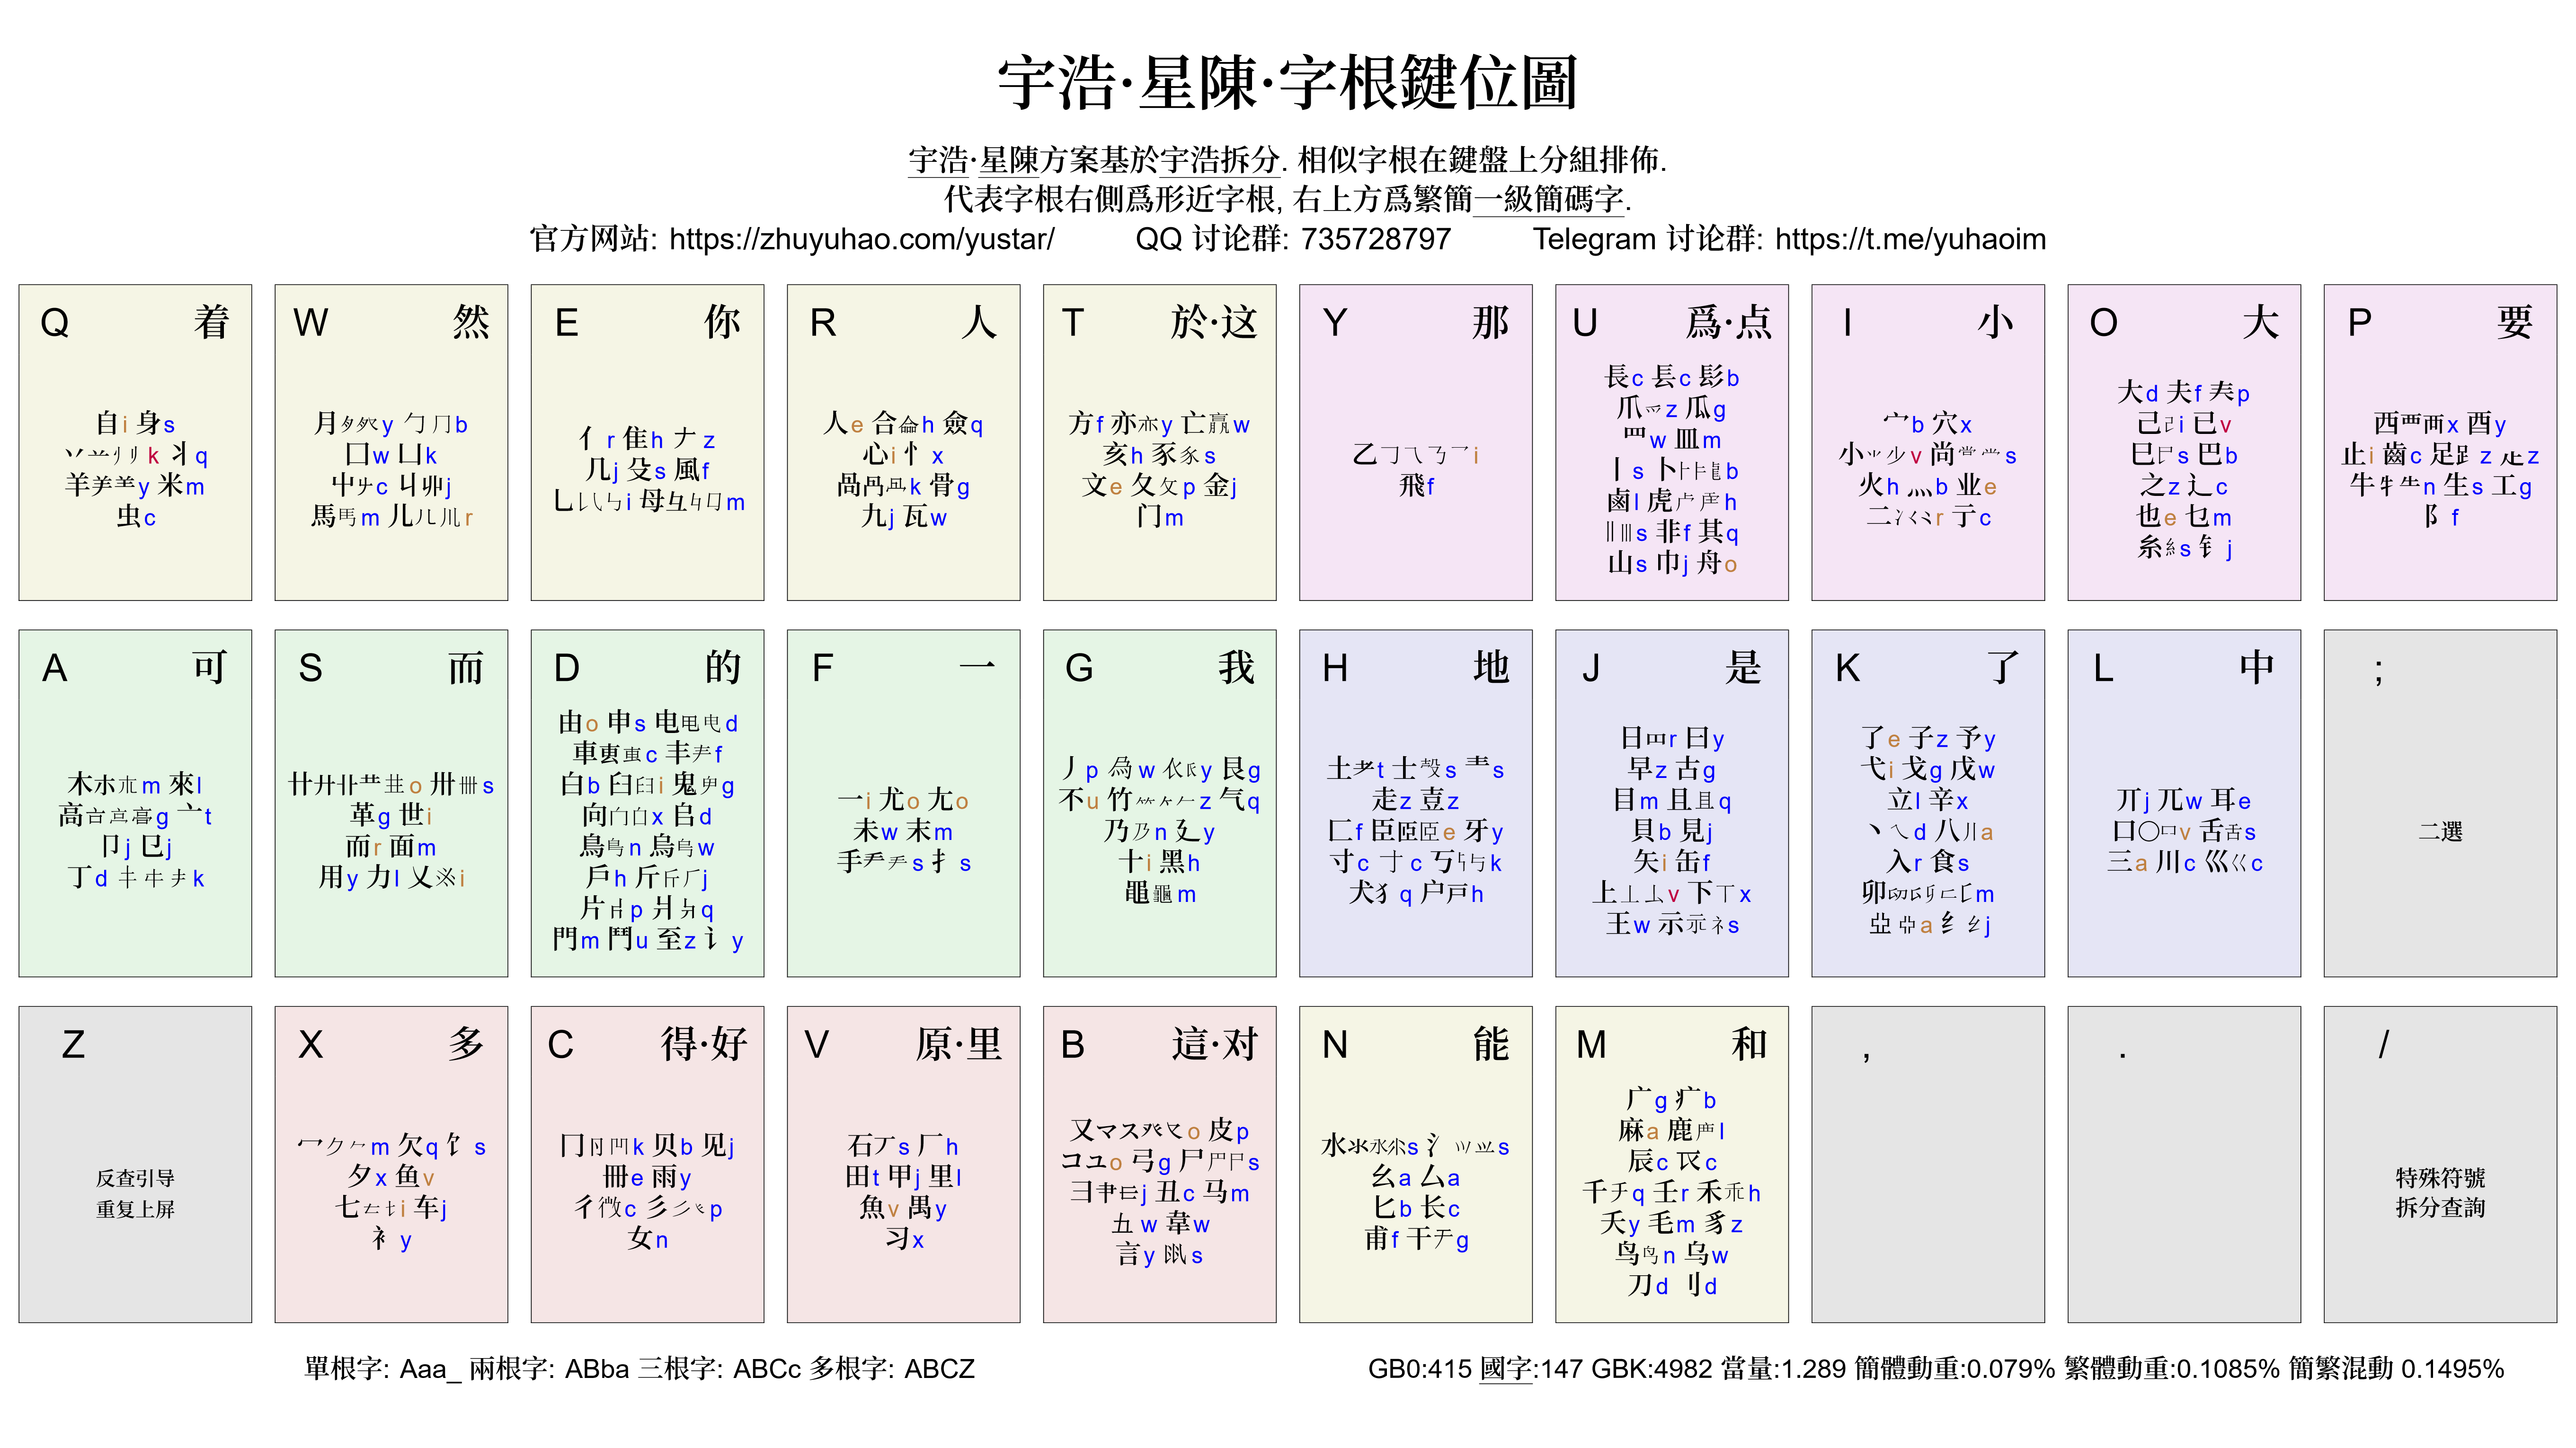 宇浩·星陳·字根鍵位圖
宇浩·星陳方案基於宇浩拆分. 相似字根在鍵盤上分組排佈.
代表字根右側爲形近字根, 右上方爲繁簡一級簡碼字.
官方网站: https://zhuyuhao.com/yustar/ QQ 讨论群: 735728797 Telegram 讨论群: https://t.me/yuhaoim
Q 着
自i 身s
k 丬q
羊y 米m
虫c
W 然
月y 勹冂b
囗w 凵k
中c 丩卯j
馬m 儿r
E 你
亻r 隹h ナz
几j 殳s 風f
乚i 母彑m
R 人
人e 合h 僉q
心i 忄x
咼k 骨g
九j 瓦w
T 於·这
方f 亦y 亡w
亥h 豕s
文e 夂攵p 金j
门m
Y 那
乙i
飛f
U 爲·点
長c 镸c 髟b
爪爫z 瓜g
罒w 皿m
丨s 卜b
鹵l 虎h
s 非f 其q
山s 巾j 舟o
I 小
宀b 穴x
小v 尚s
火h 灬b 业e
二冫r 亍c
O 大
大d 夫f p
己i 已v
巳s 巴b
之z 辶c
也e 乜m
糸s 钅j
P 要
西覀x 酉y
止i 齒c 足z z
牛牜n 生s 工g
阝f
A 可
木m 來l
高g 亠t
卩j 㔾j
丁d k
S 而
廿廾o 卅s
革g 世i
而r 面m
用y 力l 乂i
D 的
由o 申s 电d
車c 丰f
白b 臼i 鬼g
向x 𠂤d
鳥n 烏w
戶h 斤j
片p 爿q
門m 鬥u 至z 讠y
F 一
一i 尤o 尢o
未w 末m
手s 扌s
G 我
丿p w 衣y 艮g
不u 竹z 气q
乃n 廴y
十i 黑h
黽m
H 地
土t 士s 龶s
走z 壴z
匚f 臣e 牙y
寸c c 丂k
犬犭q 户戸h
J 是
日r 曰y
早z 古g
目m 且q
貝b 見j
矢i 缶f
上v 下x
王w 示礻s
K 了
了e 子z 予y
弋i 戈g 戊w
立l 辛x
丶d 八a
入r 食s
卯m
亞a 纟j
L 中
丌j 兀w 耳e
口〇v 舌s
三a 川c 巛c
;
二選
Z
反查引导
重复上屏
X 多
冖m 欠q 饣s
夕x 鱼v
七i 车j
衤y
C 得·好
冂k 贝b 见j
冊e 雨y
彳c 彡p
女n
V 原·里
石s 厂h
田t 甲j 里l
魚v 禺y
习x
B 這·对
又マスo 皮p
コユo 弓g 尸s
彐j 丑c 马m
五w 韋w
言y s
N 能
水s 氵s
幺a 厶a
匕b 长c
甫f 干g
M 和
广g 疒b
麻a 鹿l
辰c c
千q 壬r 禾h
夭y 毛m 豸z
鸟n 乌w
刀d 刂d
,
.
/
特殊符號
拆分查詢
單根字: Aaa_ 兩根字: ABba 三根字: ABCc 多根字: ABCZ
GB0:415 國字:147 GBK:4982 當量:1.289 簡體動重:0.079% 繁體動重:0.1085% 簡繁混動 0.1495%